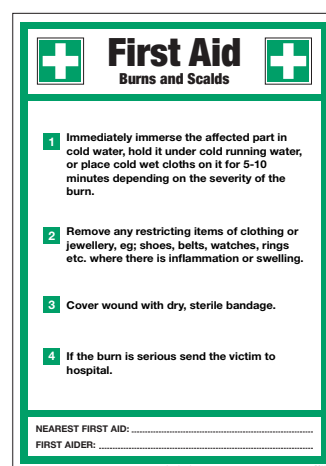 First Aid
Burns and Scalds
1 Immediately immerse the affected part in
cold water, hold it under cold running water,
or place cold wet cloths on it for 5-10
minutes depending on the severity of the
burn.
2 Remove any restricting items of clothing or
jewellery, eg; shoes, belts, watches, rings
etc. where there is inflammation or swelling.
3 Cover wound with dry, sterile bandage.
4 If the burn is serious send the victim to
hospital.
NEAREST FIRST AID:
FIRST AIDER: